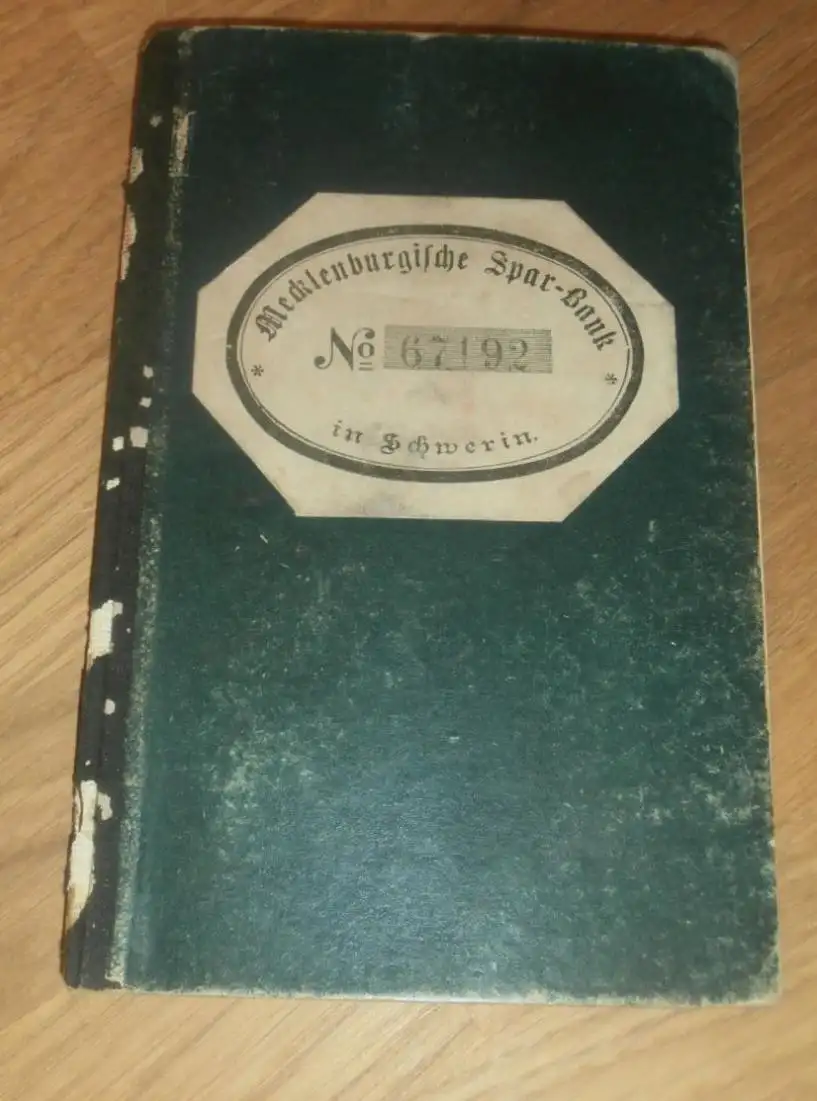 Mecklenburgische Spar-Bank
No 67192
in Schwerin.